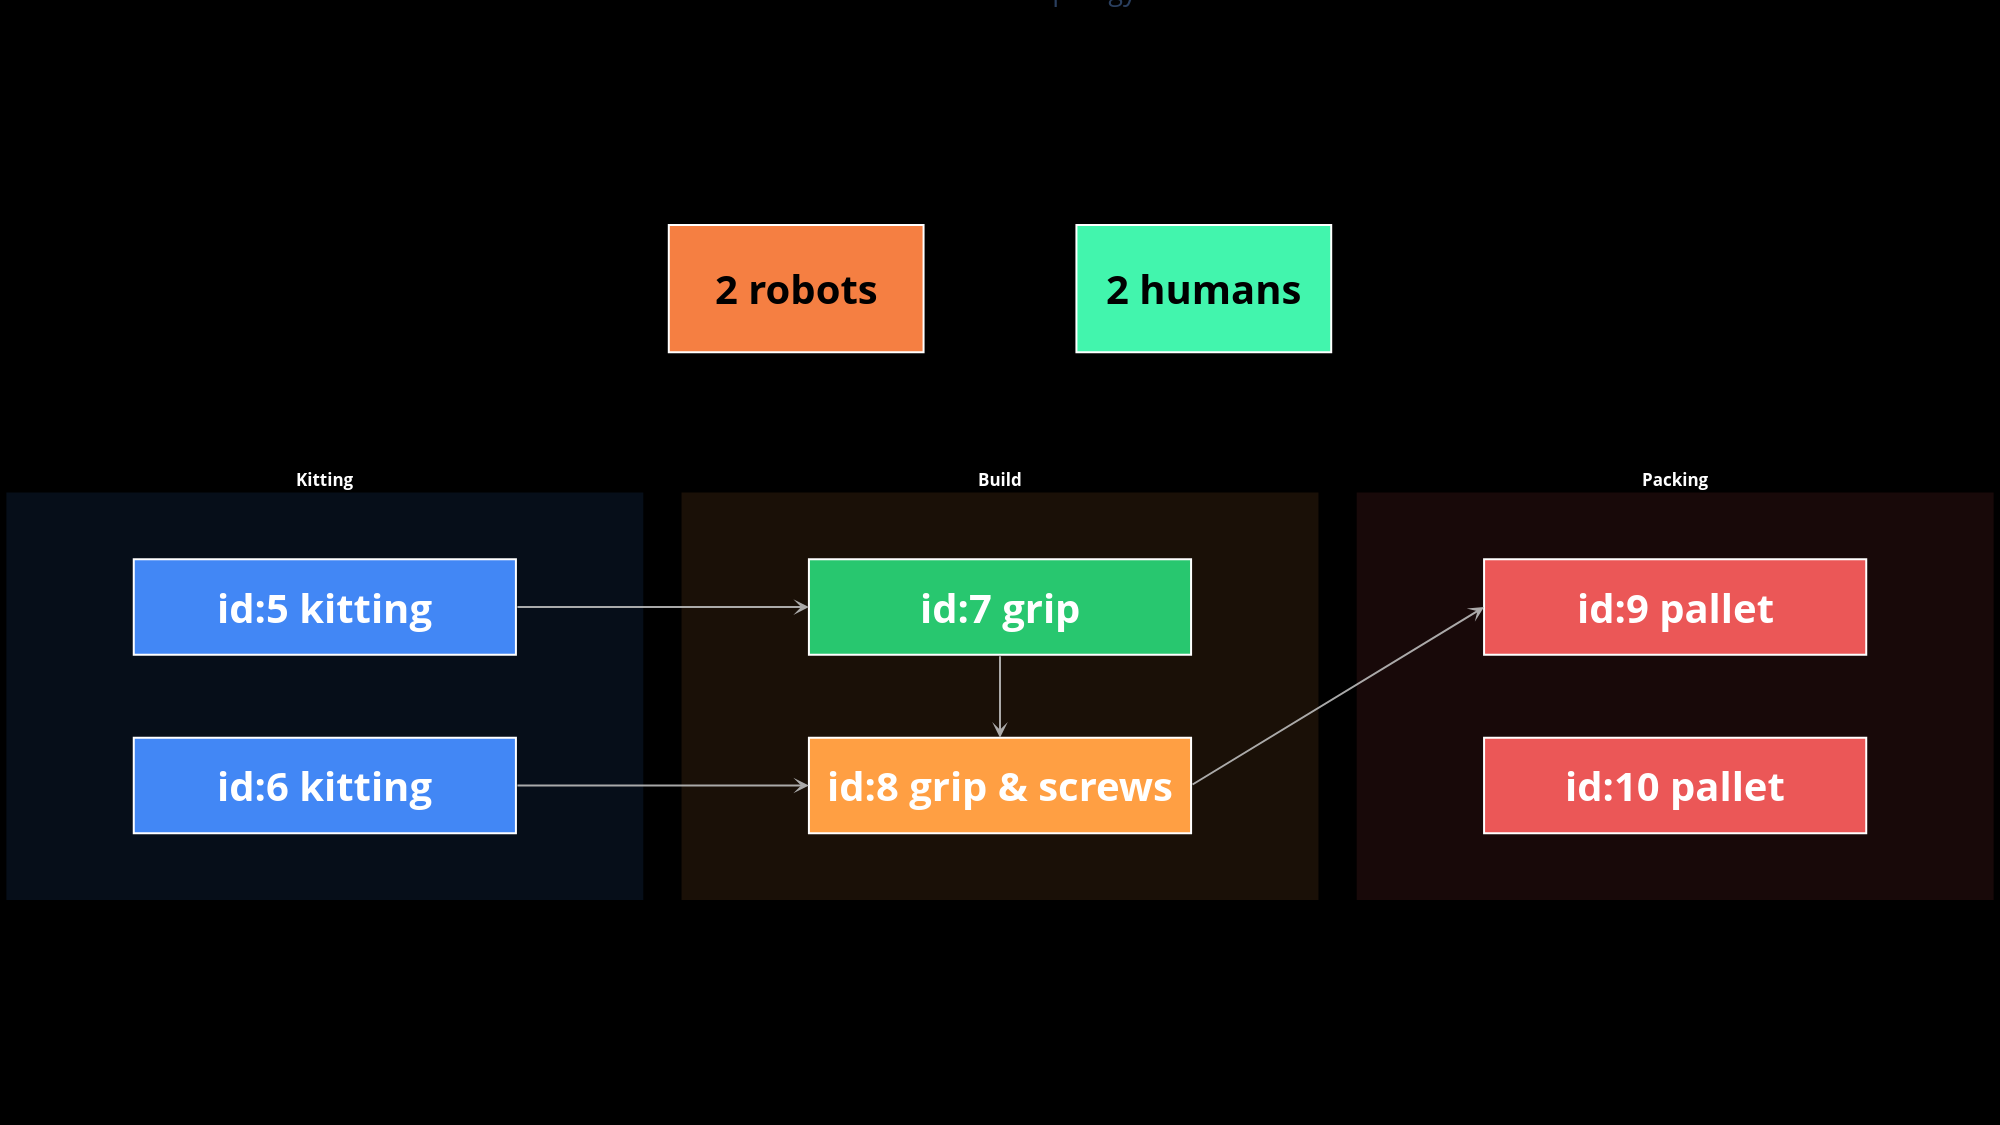 2 robots
2 humans
Kitting
Build
Packing
id:5 kitting
id:7 grip
id:9 pallet
id:6 kitting
id:8 grip & screws
id:10 pallet